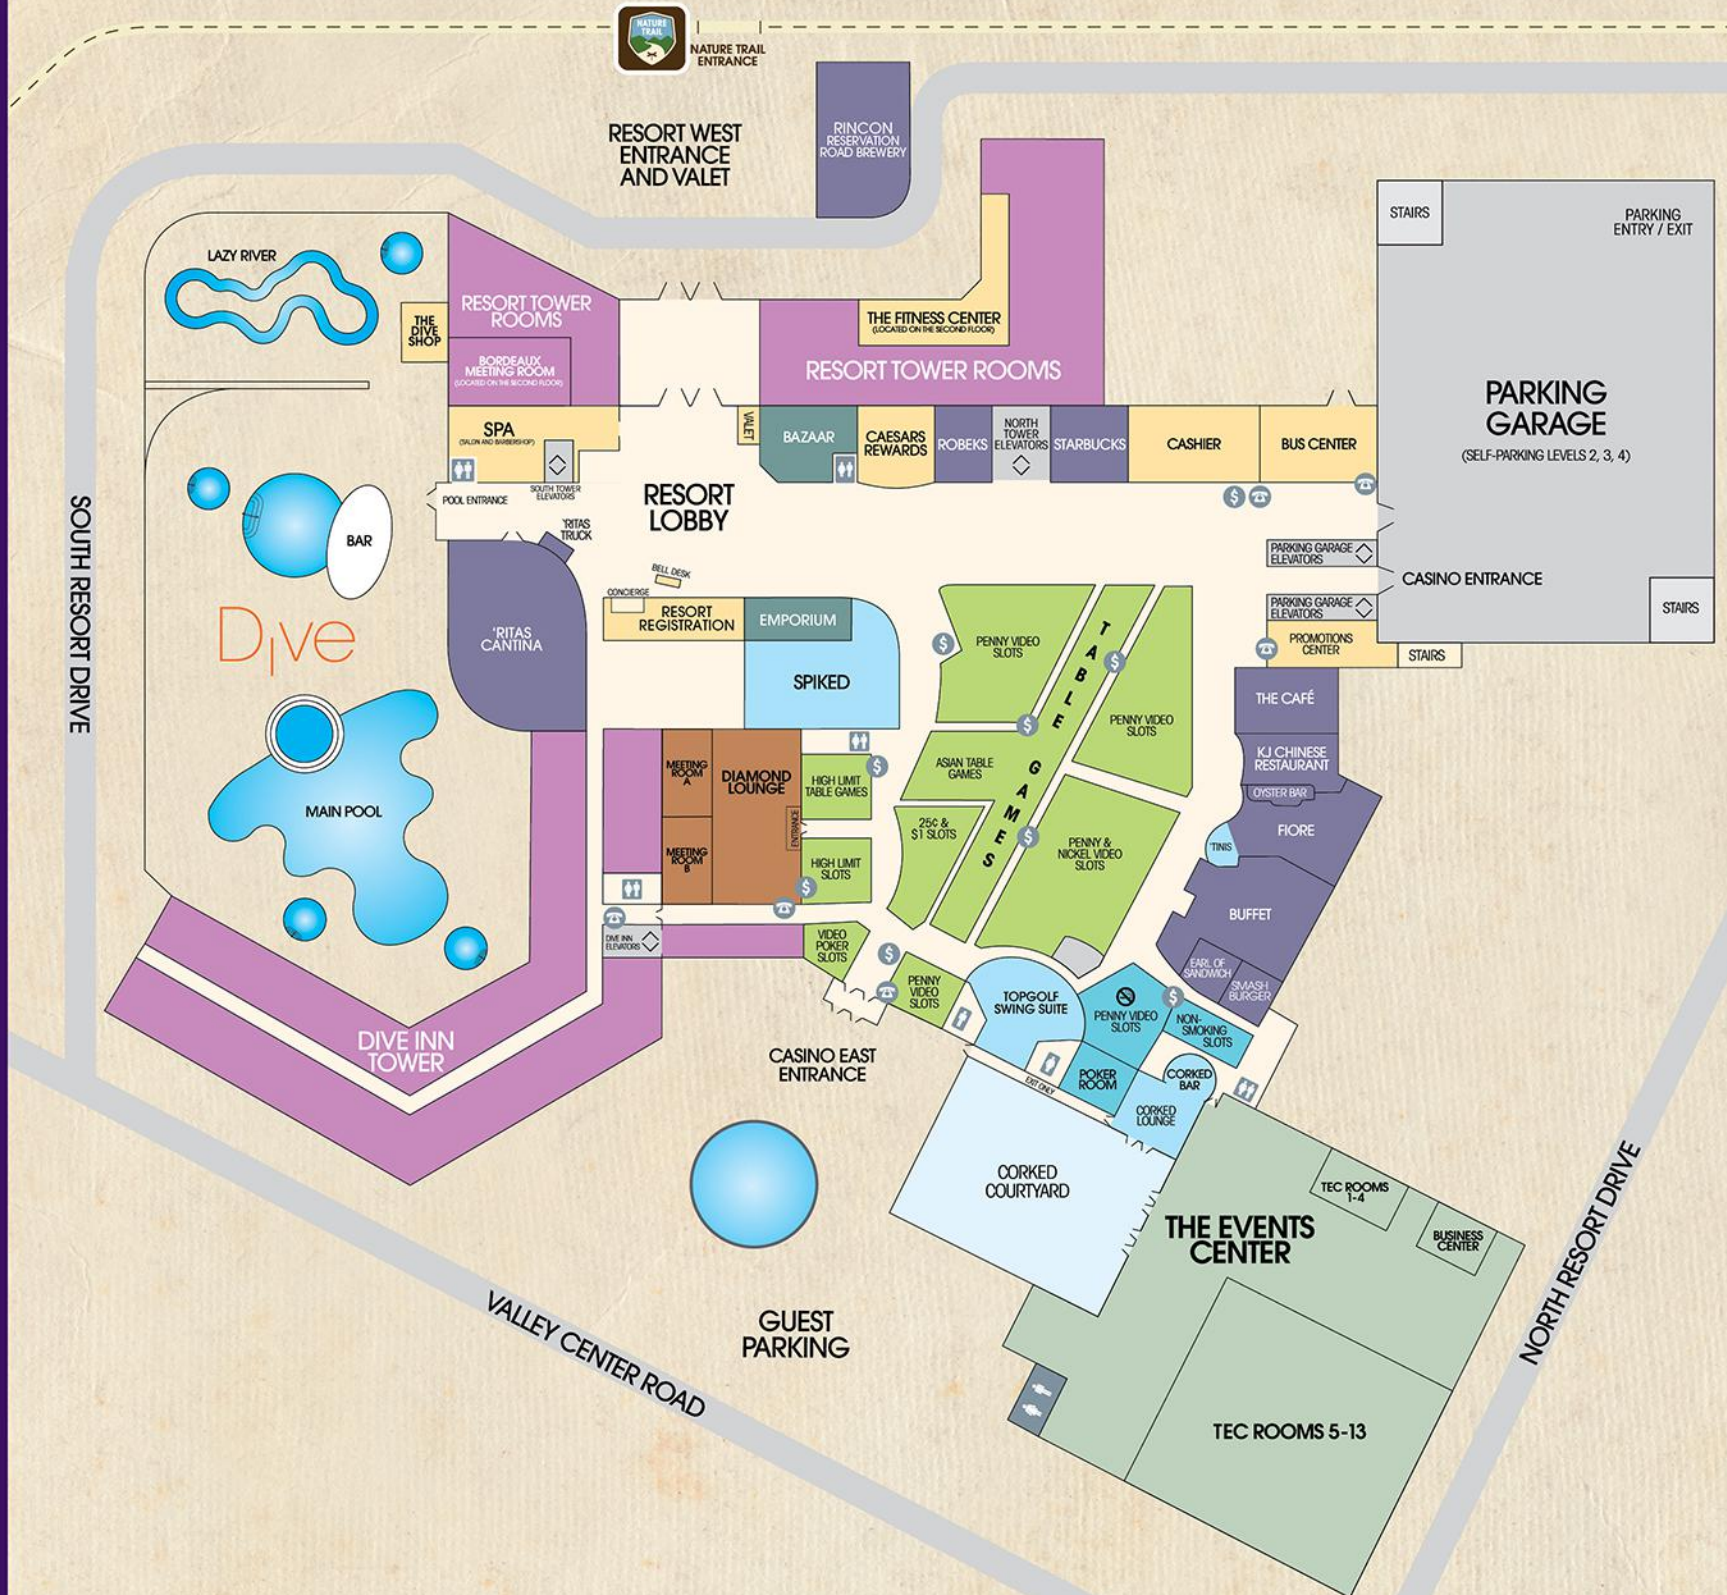 NATURE
TRAIL
NATURE TRAIL
ENTRANCE
RESORT WEST
ENTRANCE
AND VALET
RINCON
RESERVATION
ROAD BREWERY
STAIRS
PARKING
ENTRY / EXIT
LAZY RIVER
THE
DIVE
SHOP
RESORT TOWER
ROOMS
BORDEAUX
MEETING ROOM
(LOCATED ON THE SECOND FLOOR)
THE FITNESS CENTER
(LOCATED ON THE SECOND FLOOR)
RESORT TOWER ROOMS
PARKING
GARAGE
(SELF-PARKING LEVELS 2, 3, 4)
SPA
(SALON AND BARBERSHOP)
VALET
BAZAAR
CAESARS
REWARDS
ROBEKS
NORTH
TOWER
ELEVATORS
STARBUCKS
CASHIER
BUS CENTER
POOL ENTRANCE
SOUTH TOWER
ELEVATORS
RESORT
LOBBY
$
SOUTH RESORT DRIVE
BAR
'RITAS
TRUCK
BELL DESK
CONCIERGE
PARKING GARAGE
ELEVATORS
CASINO ENTRANCE
PARKING GARAGE
ELEVATORS
STAIRS
Dive
'RITAS
CANTINA
RESORT
REGISTRATION
EMPORIUM
SPIKED
$
PENNY VIDEO
SLOTS
TABLE GAMES
$
$
$
PENNY VIDEO
SLOTS
PROMOTIONS
CENTER
STAIRS
THE CAFÉ
KJ CHINESE
RESTAURANT
OYSTER BAR
FIORE
'TINIS
MAIN POOL
MEETING
ROOM
A
MEETING
ROOM
B
DIAMOND
LOUNGE
ENTRANCE
HIGH LIMIT
TABLE GAMES
$
HIGH LIMIT
SLOTS
$
ASIAN TABLE
GAMES
25¢ &
$1 SLOTS
PENNY &
NICKEL VIDEO
SLOTS
BUFFET
EARL OF
SANDWICH
SMASH
BURGER
DIVE INN
ELEVATORS
VIDEO
POKER
SLOTS
$
PENNY
VIDEO
SLOTS
TOPGOLF
SWING SUITE
PENNY VIDEO
SLOTS
$
NON-
SMOKING
SLOTS
DIVE INN
TOWER
CASINO EAST
ENTRANCE
EXIT ONLY
POKER
ROOM
CORKED
BAR
CORKED
LOUNGE
CORKED
COURTYARD
TEC ROOMS
1-4
THE EVENTS
CENTER
BUSINESS
CENTER
NORTH RESORT DRIVE
GUEST
PARKING
VALLEY CENTER ROAD
TEC ROOMS 5-13